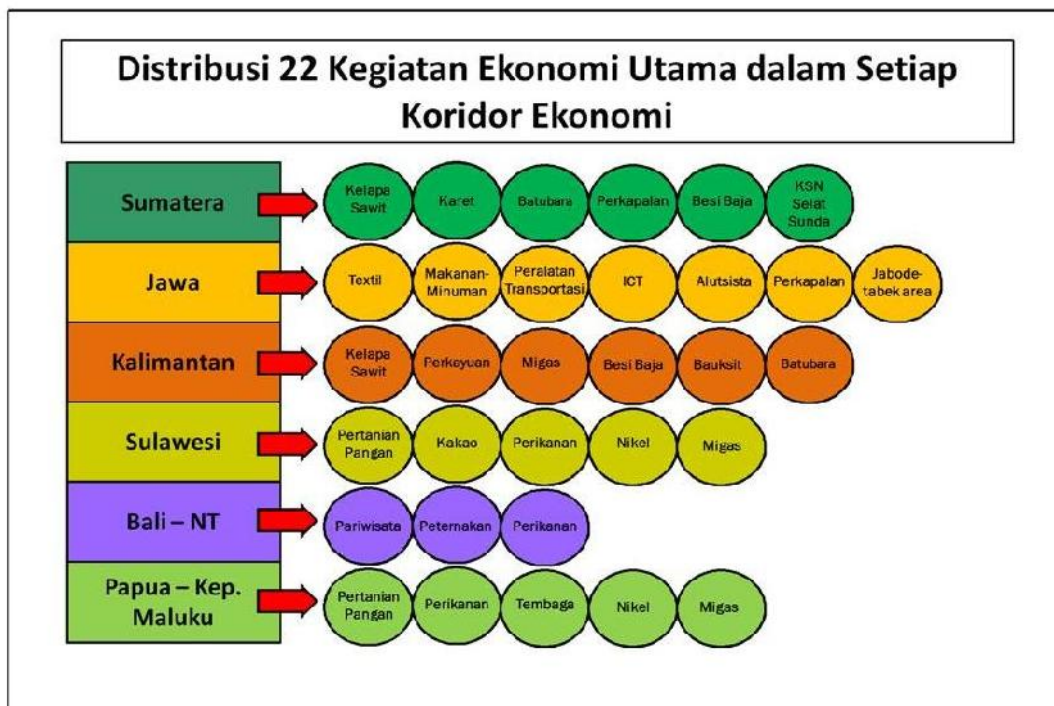 Distribusi 22 Kegiatan Ekonomi Utama dalam Setiap
Koridor Ekonomi
Sumatera
Kelapa
Sawit
Karet
Batubara
Perkapalan
Besi Baja
KSN
Selat
Sunda
Jawa
Textil
Makanan-
Minuman
Peralatan
Transportasi
ICT
Alutsista
Perkapalan
Jabode-
tabek area
Kalimantan
Kelapa
Sawit
Perkayuan
Migas
Besi Baja
Bauksit
Batubara
Sulawesi
Pertanian
Pangan
Kakao
Perikanan
Nikel
Migas
Bali – NT
Pariwisata
Peternakan
Perikanan
Papua – Kep.
Maluku
Pertanian
Pangan
Perikanan
Tembaga
Nikel
Migas